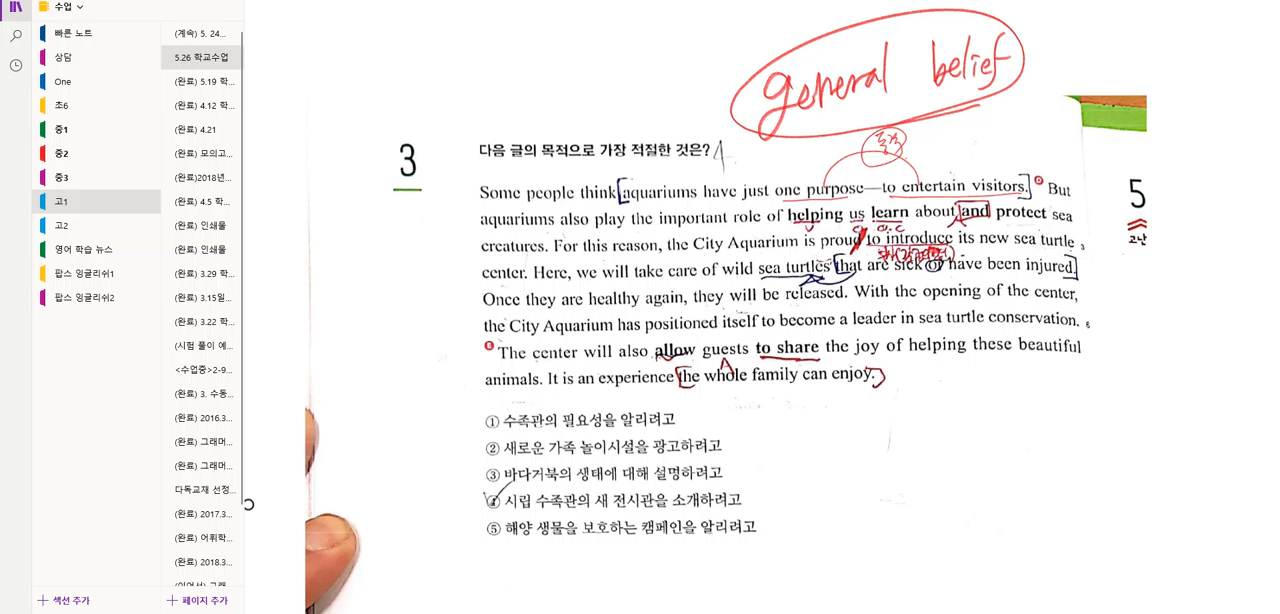 수업
빠른 노트
상담
One
초6
중1
중2
중3
고1
고2
영어 학습 뉴스
팝스 잉글리쉬1
팝스 잉글리쉬2
섹션 추가
(계속) 5. 24...
5.26 학교수업
(완료) 5.19 학...
(완료) 4.12 학...
(완료) 4.21
(완료) 모의고...
(완료)2018년...
(완료) 4.5 학...
(완료) 인쇄물
(완료) 인쇄물
(완료) 3.29 학...
(완료) 3.15일...
(완료) 3.22 학...
(시험 풀이 예...
<수업중>2-9...
(완료) 3. 수동...
(완료) 2016.3...
(완료) 그래머...
(완료) 그래머...
다독교재 선정...
(완료) 2017.3...
(완료) 어휘학...
(완료) 2018.3...
페이지 추가
general belief
3
다음 글의 목적으로 가장 적절한 것은? 4
동격
Some people think aquariums have just one purpose—to entertain visitors. But
aquariums also play the important role of helping us learn about and protect sea
creatures. For this reason, the City Aquarium is proud to introduce its new sea turtle
center. Here, we will take care of wild sea turtles that are sick or have been injured.
Once they are healthy again, they will be released. With the opening of the center,
the City Aquarium has positioned itself to become a leader in sea turtle conservation.
The center will also allow guests to share the joy of helping these beautiful
animals. It is an experience the whole family can enjoy.
① 수족관의 필요성을 알리려고
② 새로운 가족 놀이시설을 광고하려고
③ 바다거북의 생태에 대해 설명하려고
④ 시립 수족관의 새 전시관을 소개하려고
⑤ 해양 생물을 보호하는 캠페인을 알리려고
5
고난